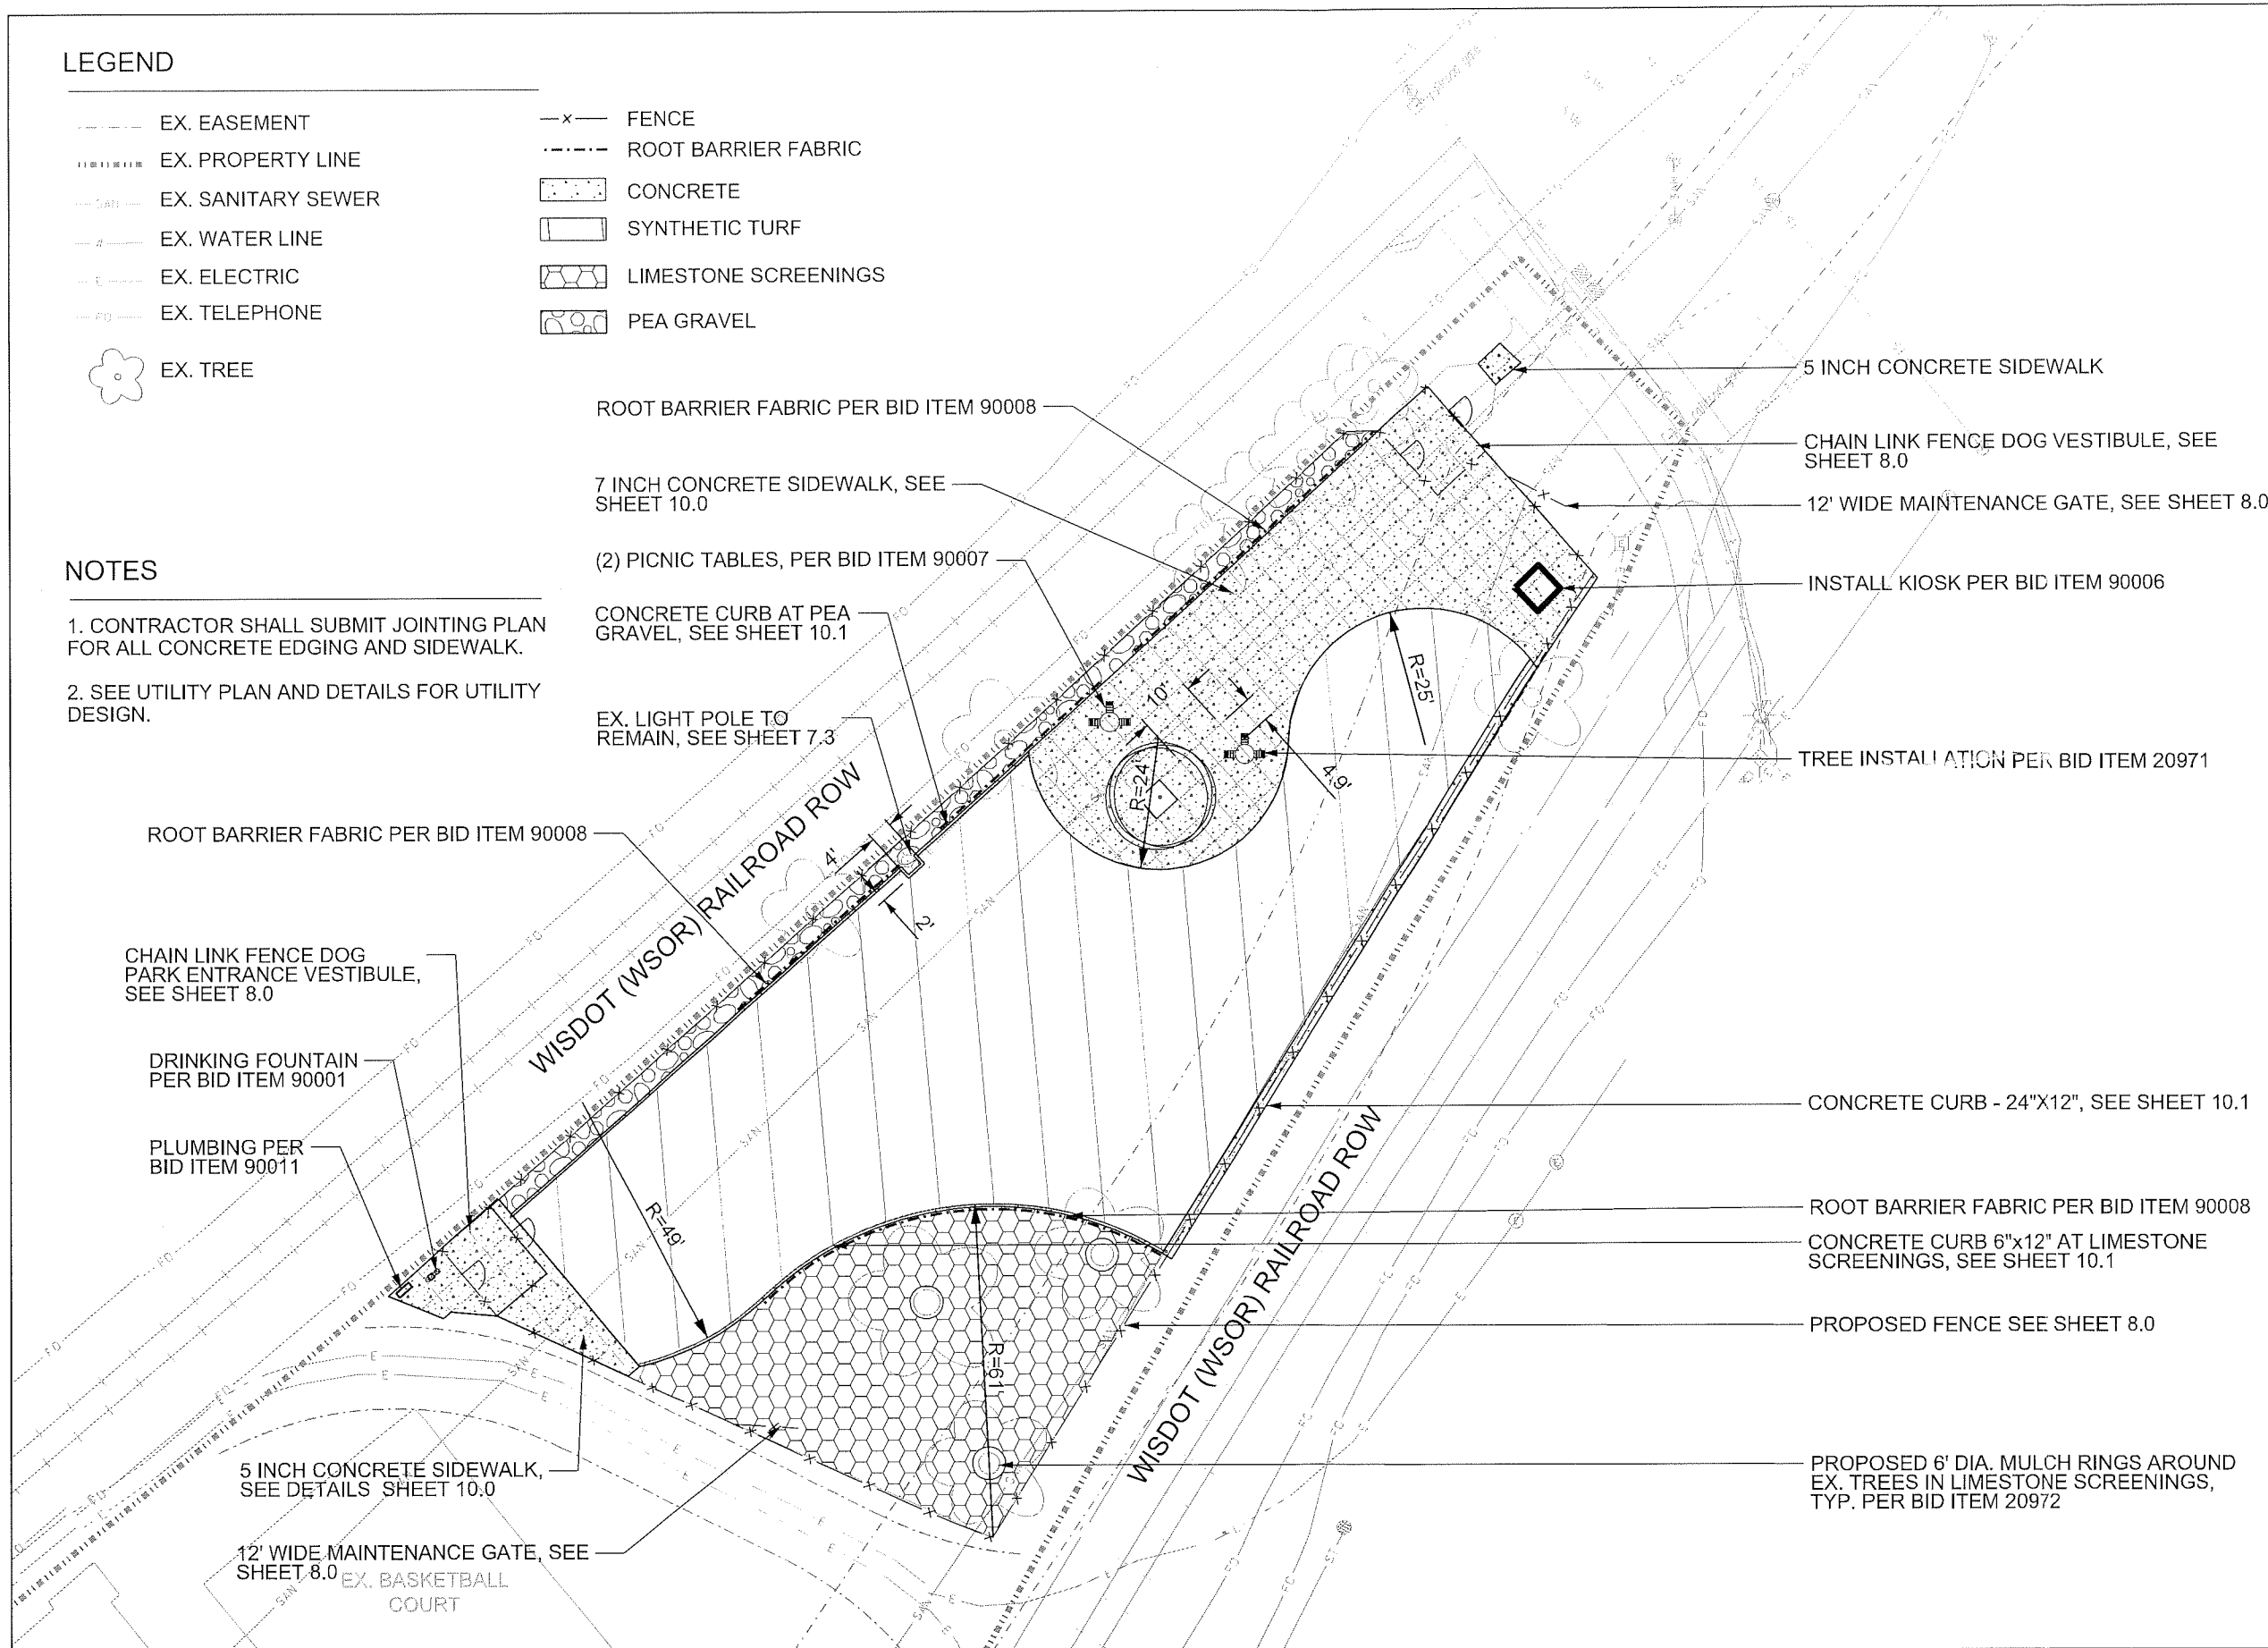 LEGEND
EX. EASEMENT
EX. PROPERTY LINE
SAN
EX. SANITARY SEWER
EX. WATER LINE
E
EX. ELECTRIC
FO
EX. TELEPHONE
EX. TREE
x
FENCE
ROOT BARRIER FABRIC
CONCRETE
SYNTHETIC TURF
LIMESTONE SCREENINGS
PEA GRAVEL
NOTES
1. CONTRACTOR SHALL SUBMIT JOINTING PLAN
FOR ALL CONCRETE EDGING AND SIDEWALK.
2. SEE UTILITY PLAN AND DETAILS FOR UTILITY
DESIGN.
ROOT BARRIER FABRIC PER BID ITEM 90008
7 INCH CONCRETE SIDEWALK, SEE
SHEET 10.0
(2) PICNIC TABLES, PER BID ITEM 90007
CONCRETE CURB AT PEA
GRAVEL, SEE SHEET 10.1
EX. LIGHT POLE TO
REMAIN, SEE SHEET 7.3
ROOT BARRIER FABRIC PER BID ITEM 90008
CHAIN LINK FENCE DOG
PARK ENTRANCE VESTIBULE,
SEE SHEET 8.0
DRINKING FOUNTAIN
PER BID ITEM 90001
PLUMBING PER
BID ITEM 90011
5 INCH CONCRETE SIDEWALK,
SEE DETAILS SHEET 10.0
12' WIDE MAINTENANCE GATE, SEE
SHEET 8.0
EX. BASKETBALL
COURT
WISDOT (WSOR) RAILROAD ROW
4'
2'
10'
R=24'
4.9'
R=25'
R=49'
R=61'
WISDOT (WSOR) RAILROAD ROW
5 INCH CONCRETE SIDEWALK
CHAIN LINK FENCE DOG VESTIBULE, SEE
SHEET 8.0
12' WIDE MAINTENANCE GATE, SEE SHEET 8.0
INSTALL KIOSK PER BID ITEM 90006
TREE INSTALLATION PER BID ITEM 20971
CONCRETE CURB - 24"X12", SEE SHEET 10.1
ROOT BARRIER FABRIC PER BID ITEM 90008
CONCRETE CURB 6"x12" AT LIMESTONE
SCREENINGS, SEE SHEET 10.1
PROPOSED FENCE SEE SHEET 8.0
PROPOSED 6' DIA. MULCH RINGS AROUND
EX. TREES IN LIMESTONE SCREENINGS,
TYP. PER BID ITEM 20972